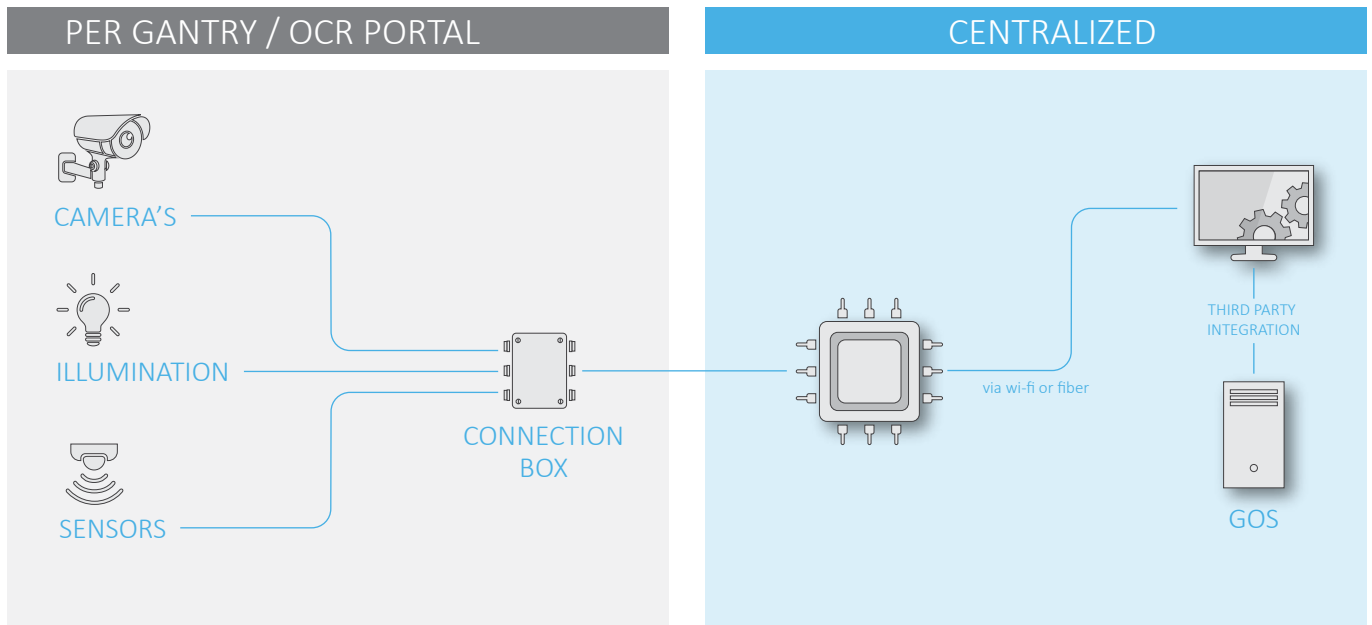 PER GANTRY / OCR PORTAL
CENTRALIZED
CAMERA'S
ILLUMINATION
SENSORS
CONNECTION
BOX
via wi-fi or fiber
THIRD PARTY
INTEGRATION
GOS